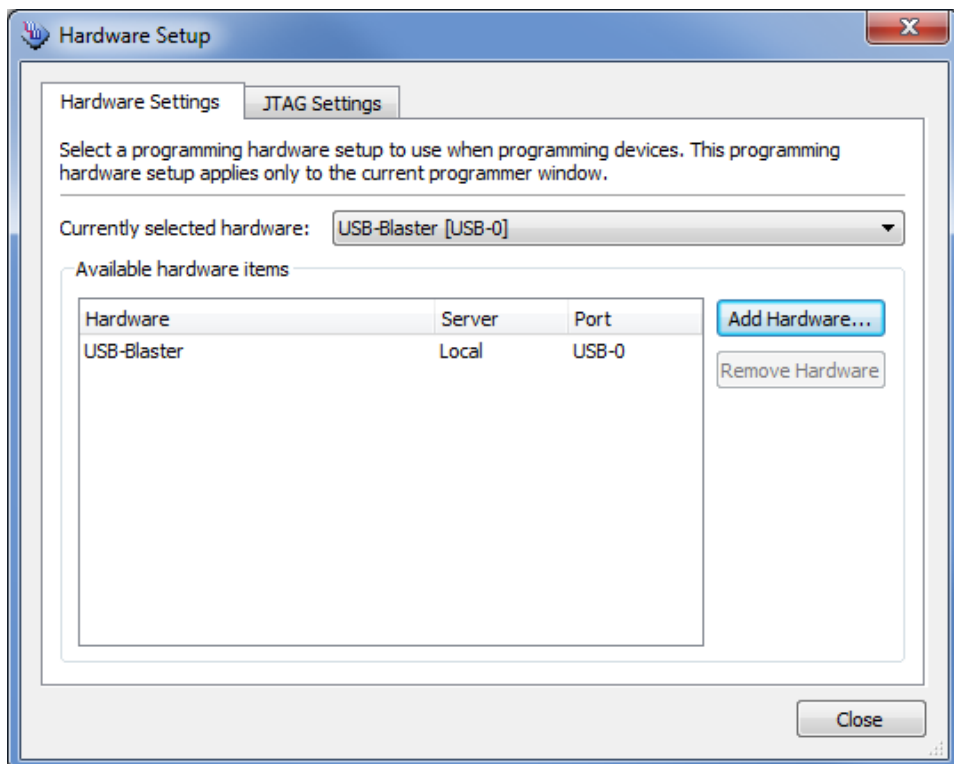 Hardware Setup
Hardware Settings
JTAG Settings
Select a programming hardware setup to use when programming devices. This programming
hardware setup applies only to the current programmer window.
Currently selected hardware: USB-Blaster [USB-0]
Available hardware items
Hardware Server Port
USB-Blaster Local USB-0
Add Hardware...
Remove Hardware
Close